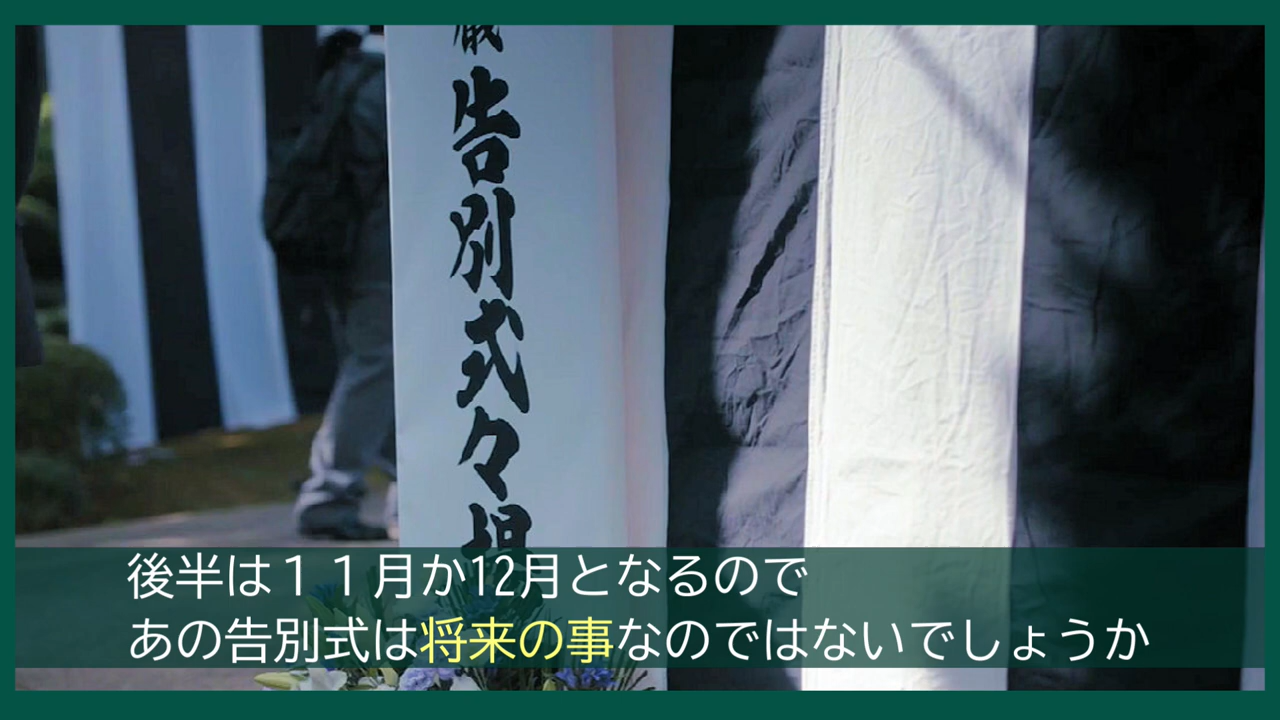 告別式々場
後半は１１月か12月となるので
あの告別式は将来の事なのではないでしょうか